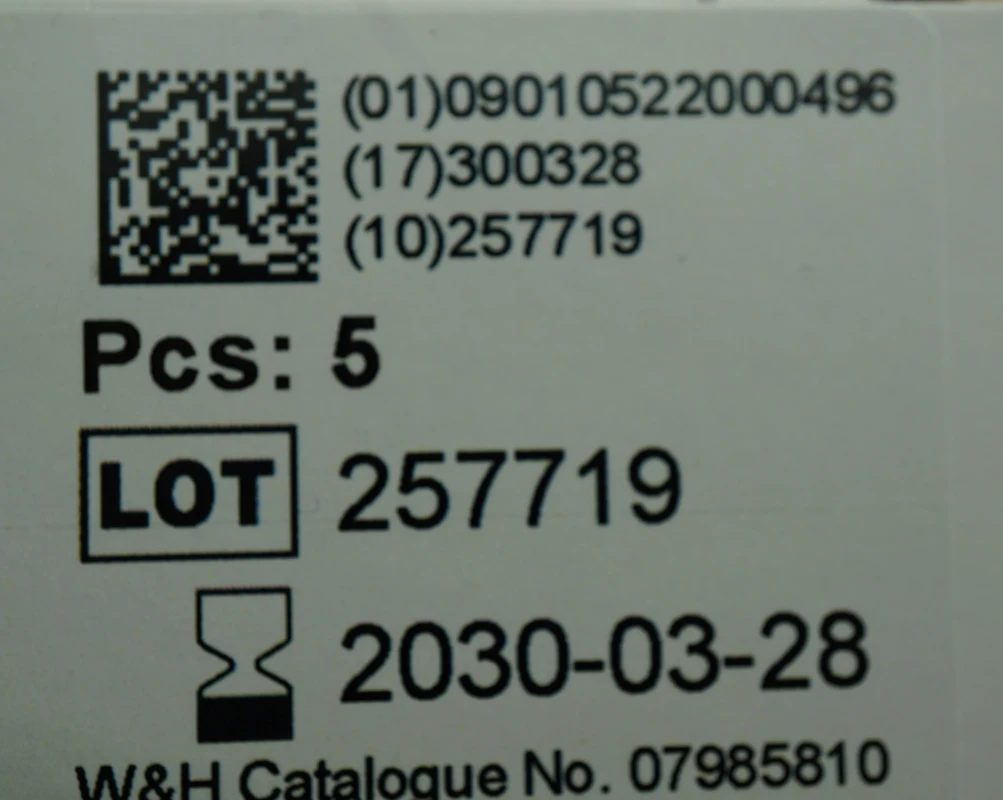 (01)09010522000496
(17)300328
(10)257719
Pcs: 5
LOT 257719
2030-03-28
W&H Catalogue No. 07985810